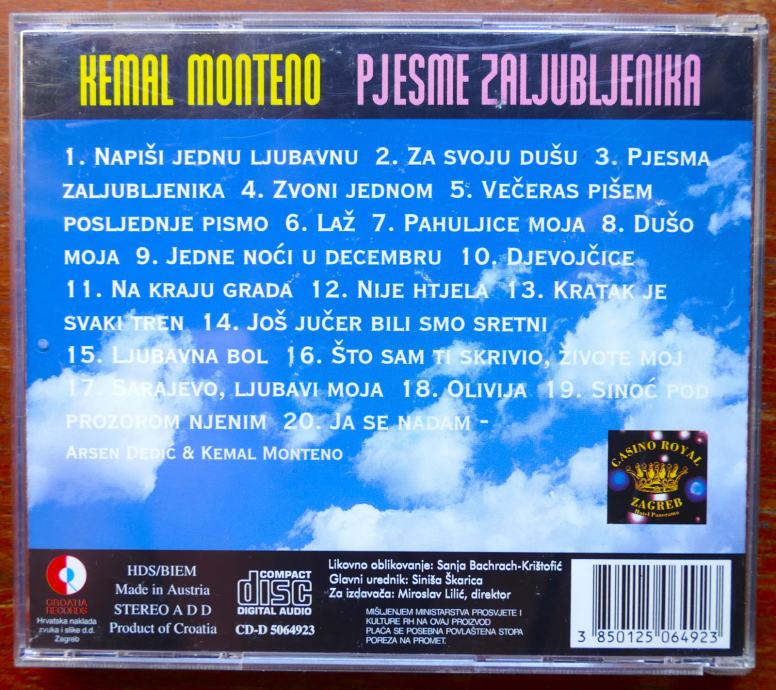 KEMAL MONTENO PJESME ZALJUBLJENIKA
1. NAPIŠI JEDNU LJUBAVNU 2. ZA SVOJU DUŠU 3. PJESMA
ZALJUBLJENIKA 4. ZVONI JEDNOM 5. VEČERAS PIŠEM
POSLJEDNJE PISMO 6. LAŽ 7. PAHULJICE MOJA 8. DUŠO
MOJA 9. JEDNE NOĆI U DECEMBRU 10. DJEVOJČICE
11. NA KRAJU GRADA 12. NIJE HTJELA 13. KRATAK JE
SVAKI TREN 14. JOŠ JUČER BILI SMO SRETNI
15. LJUBAVNA BOL 16. ŠTO SAM TI SKRIVIO, ŽIVOTE MOJ
17. SARAJEVO, LJUBAVI MOJA 18. OLIVIJA 19. SINOĆ POD
PROZOROM NJENIM 20. JA SE NADAM -
ARSEN DEDIĆ & KEMAL MONTENO
CASINO ROYAL
ZAGREB
Hotel Panorama
CROATIA
RECORDS
Hrvatska naklada
zvuka i slike d.d.
Zagreb
HDS/BIEM
Made in Austria
STEREO A D D
Product of Croatia
COMPACT
disc
DIGITAL AUDIO
CD-D 5064923
Likovno oblikovanje: Sanja Bachrach-Krištofić
Glavni urednik: Siniša Škarica
Za izdavača: Miroslav Lilić, direktor
MIŠLJENJEM MINISTARSTVA PROSVJETE I
KULTURE RH NA OVAJ PROIZVOD
PLAĆA SE POSEBNA POVLAŠTENA STOPA
POREZA NA PROMET.
3 850125 064923